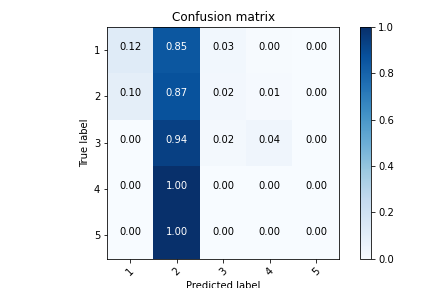 Confusion matrix
1 0.12 0.85 0.03 0.00 0.00
2 0.10 0.87 0.02 0.01 0.00
3 0.00 0.94 0.02 0.04 0.00
4 0.00 1.00 0.00 0.00 0.00
5 0.00 1.00 0.00 0.00 0.00
1 2 3 4 5
True label
Predicted label
1.0
0.8
0.6
0.4
0.2
0.0